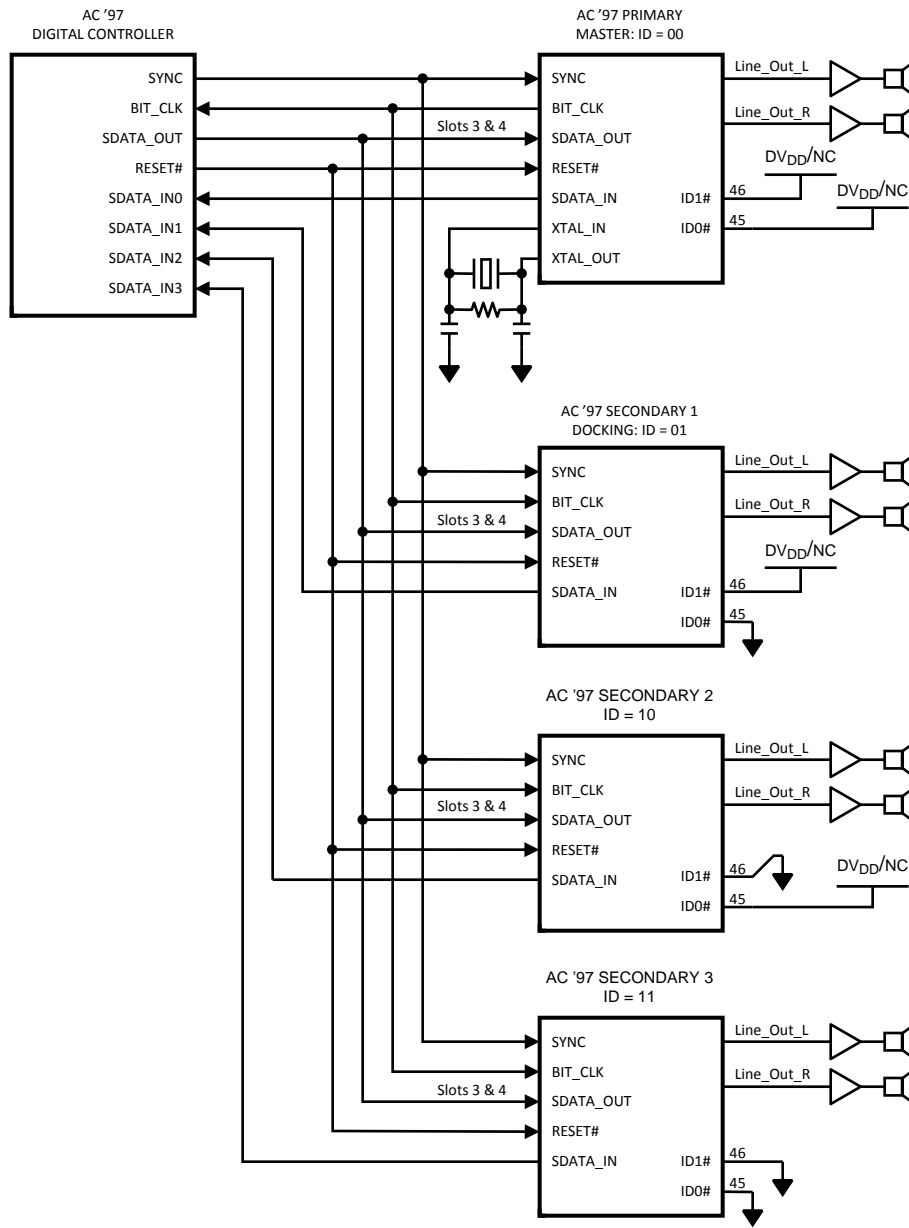 AC '97
DIGITAL CONTROLLER
SYNC
BIT_CLK
SDATA_OUT
RESET#
SDATA_IN0
SDATA_IN1
SDATA_IN2
SDATA_IN3
AC '97 PRIMARY
MASTER: ID = 00
SYNC
BIT_CLK
Slots 3 & 4
SDATA_OUT
RESET#
SDATA_IN
XTAL_IN
XTAL_OUT
ID1#
ID0#
46
45
Line_Out_L
Line_Out_R
DVDD/NC
DVDD/NC
AC '97 SECONDARY 1
DOCKING: ID = 01
SYNC
BIT_CLK
Slots 3 & 4
SDATA_OUT
RESET#
SDATA_IN
ID1#
ID0#
46
45
Line_Out_L
Line_Out_R
DVDD/NC
AC '97 SECONDARY 2
ID = 10
SYNC
BIT_CLK
Slots 3 & 4
SDATA_OUT
RESET#
SDATA_IN
ID1#
ID0#
46
45
Line_Out_L
Line_Out_R
DVDD/NC
AC '97 SECONDARY 3
ID = 11
SYNC
BIT_CLK
Slots 3 & 4
SDATA_OUT
RESET#
SDATA_IN
ID1#
ID0#
46
45
Line_Out_L
Line_Out_R